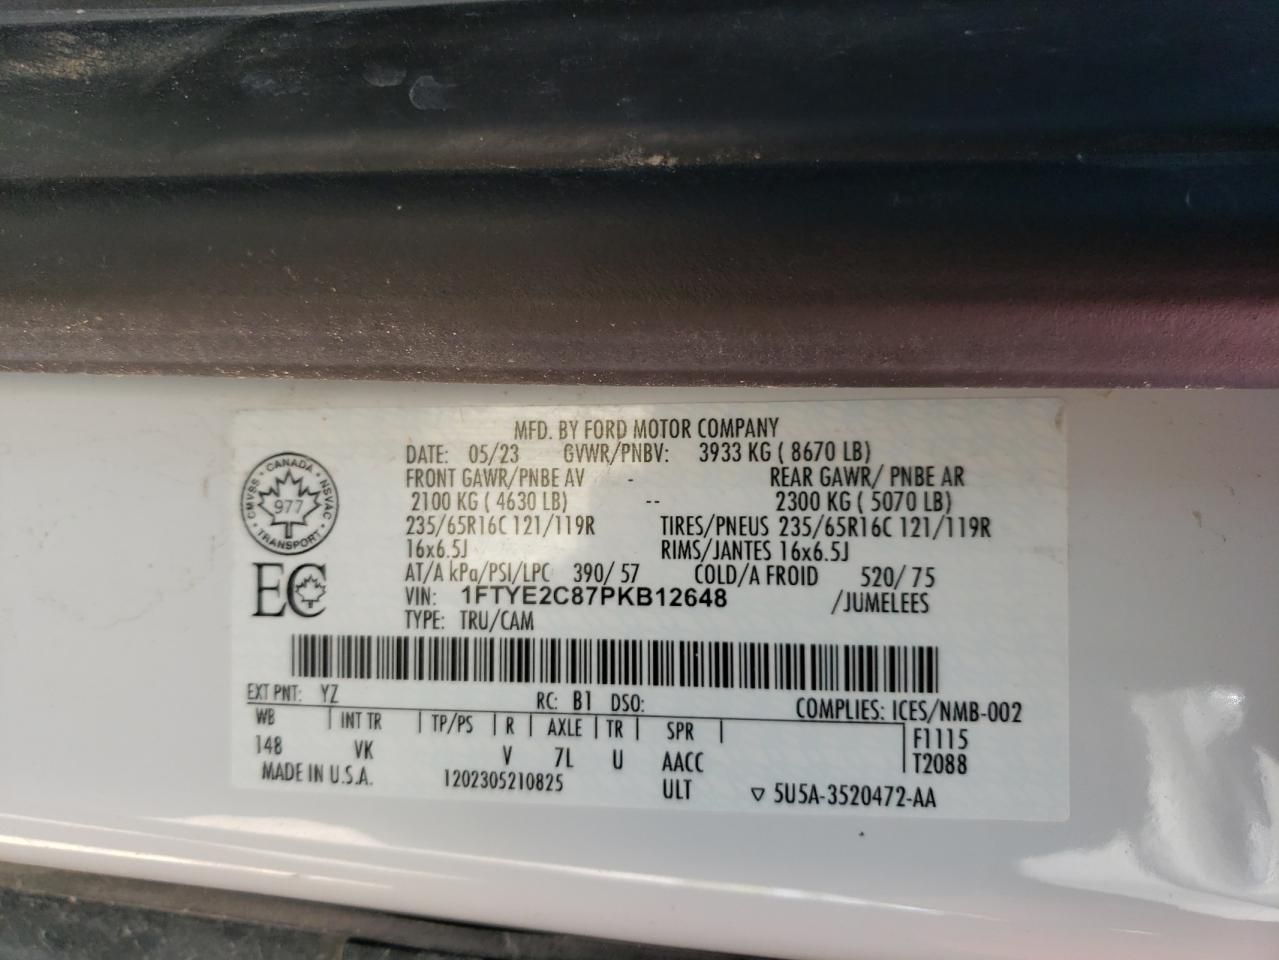 MFD. BY FORD MOTOR COMPANY
DATE: 05/23 GVWR/PNBV: 3933 KG ( 8670 LB)
FRONT GAWR/PNBE AV - REAR GAWR/ PNBE AR
2100 KG ( 4630 LB) -- 2300 KG ( 5070 LB)
235/65R16C 121/119R TIRES/PNEUS 235/65R16C 121/119R
16x6.5J RIMS/JANTES 16x6.5J
AT/A kPa/PSI/LPC 390/ 57 COLD/A FROID 520/ 75
VIN: 1FTYE2C87PKB12648 /JUMELEES
TYPE: TRU/CAM
CANADA
CMVSS NSVAC
977
TRANSPORT
EC
EXT PNT: YZ RC: B1 DSO: COMPLIES: ICES/NMB-002
WB | INT TR | TP/PS | R | AXLE | TR | SPR | F1115
148 VK V 7L U AACC T2088
MADE IN U.S.A. 1202305210825 ULT ▽ 5U5A-3520472-AA